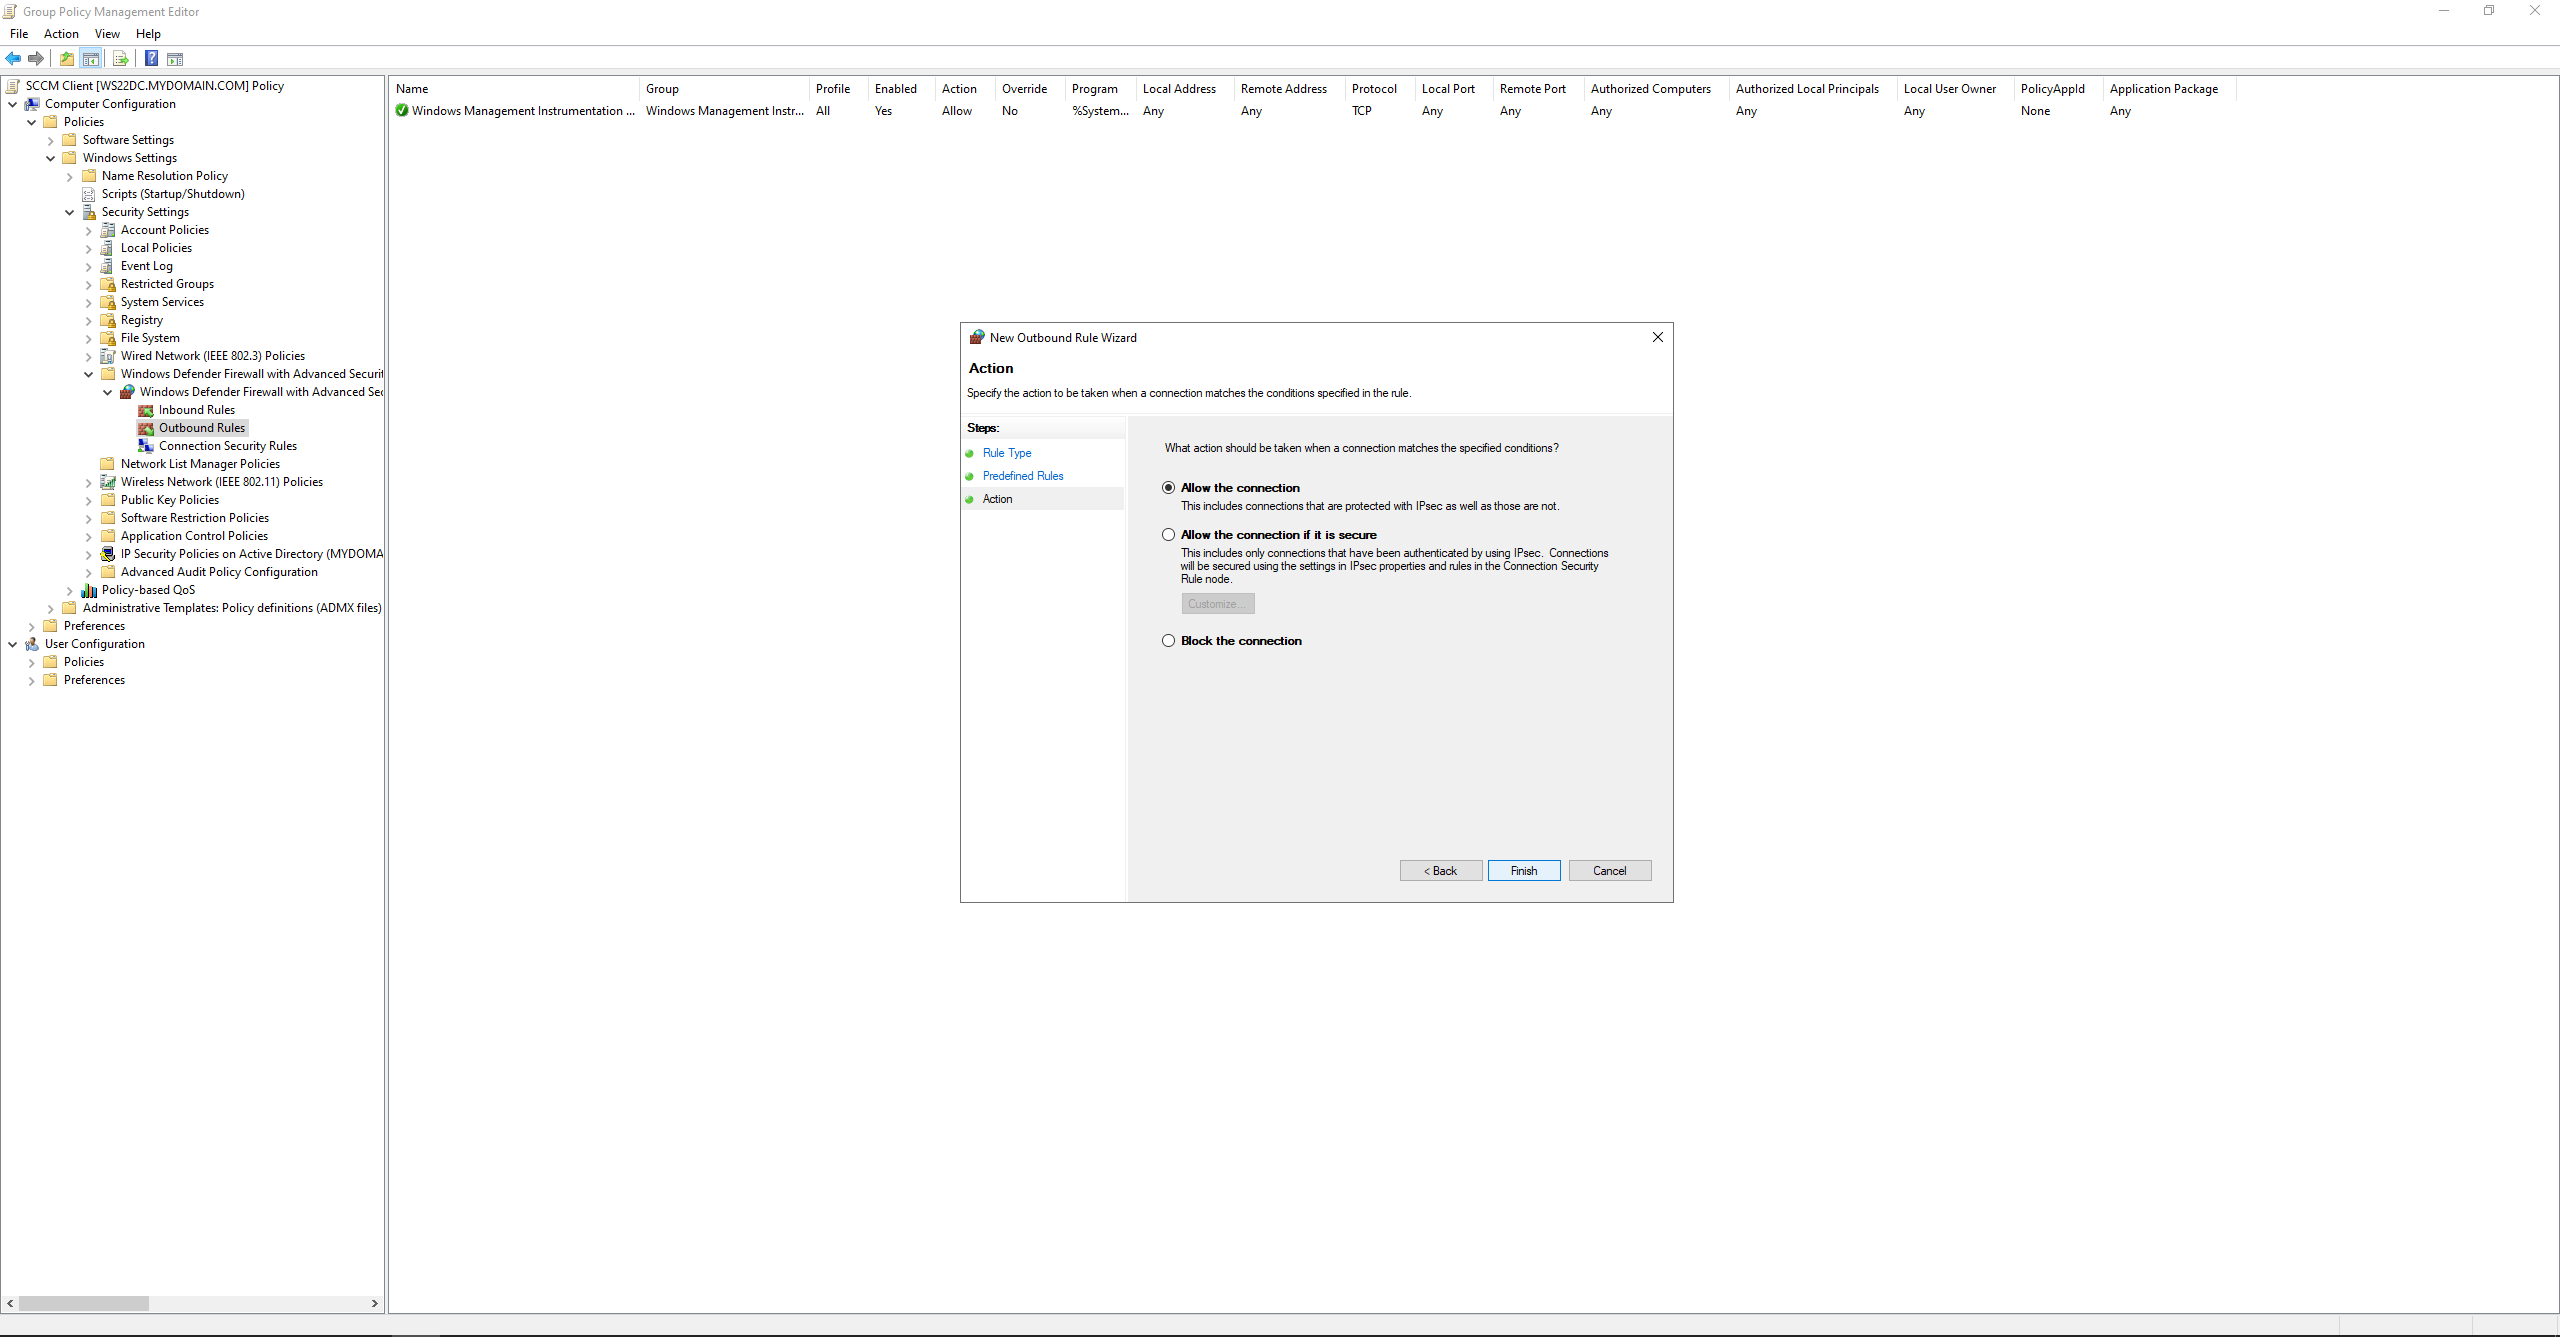 Group Policy Management Editor
File Action View Help
SCCM Client [WS22DC.MYDOMAIN.COM] Policy
Computer Configuration
Policies
Software Settings
Windows Settings
Name Resolution Policy
Scripts (Startup/Shutdown)
Security Settings
Account Policies
Local Policies
Event Log
Restricted Groups
System Services
Registry
File System
Wired Network (IEEE 802.3) Policies
Windows Defender Firewall with Advanced Securit
Windows Defender Firewall with Advanced Sec
Inbound Rules
Outbound Rules
Connection Security Rules
Network List Manager Policies
Wireless Network (IEEE 802.11) Policies
Public Key Policies
Software Restriction Policies
Application Control Policies
IP Security Policies on Active Directory (MYDOMA
Advanced Audit Policy Configuration
Policy-based QoS
Administrative Templates: Policy definitions (ADMX files)
Preferences
User Configuration
Policies
Preferences
Name Group Profile Enabled Action Override Program Local Address Remote Address Protocol Local Port Remote Port Authorized Computers Authorized Local Principals Local User Owner PolicyAppId Application Package
Windows Management Instrumentation ... Windows Management Instr... All Yes Allow No %System... Any Any TCP Any Any Any Any Any None Any
New Outbound Rule Wizard
Action
Specify the action to be taken when a connection matches the conditions specified in the rule.
Steps:
Rule Type
Predefined Rules
Action
What action should be taken when a connection matches the specified conditions?
Allow the connection
This includes connections that are protected with IPsec as well as those are not.
Allow the connection if it is secure
This includes only connections that have been authenticated by using IPsec. Connections
will be secured using the settings in IPsec properties and rules in the Connection Security
Rule node.
Customize...
Block the connection
< Back Finish Cancel